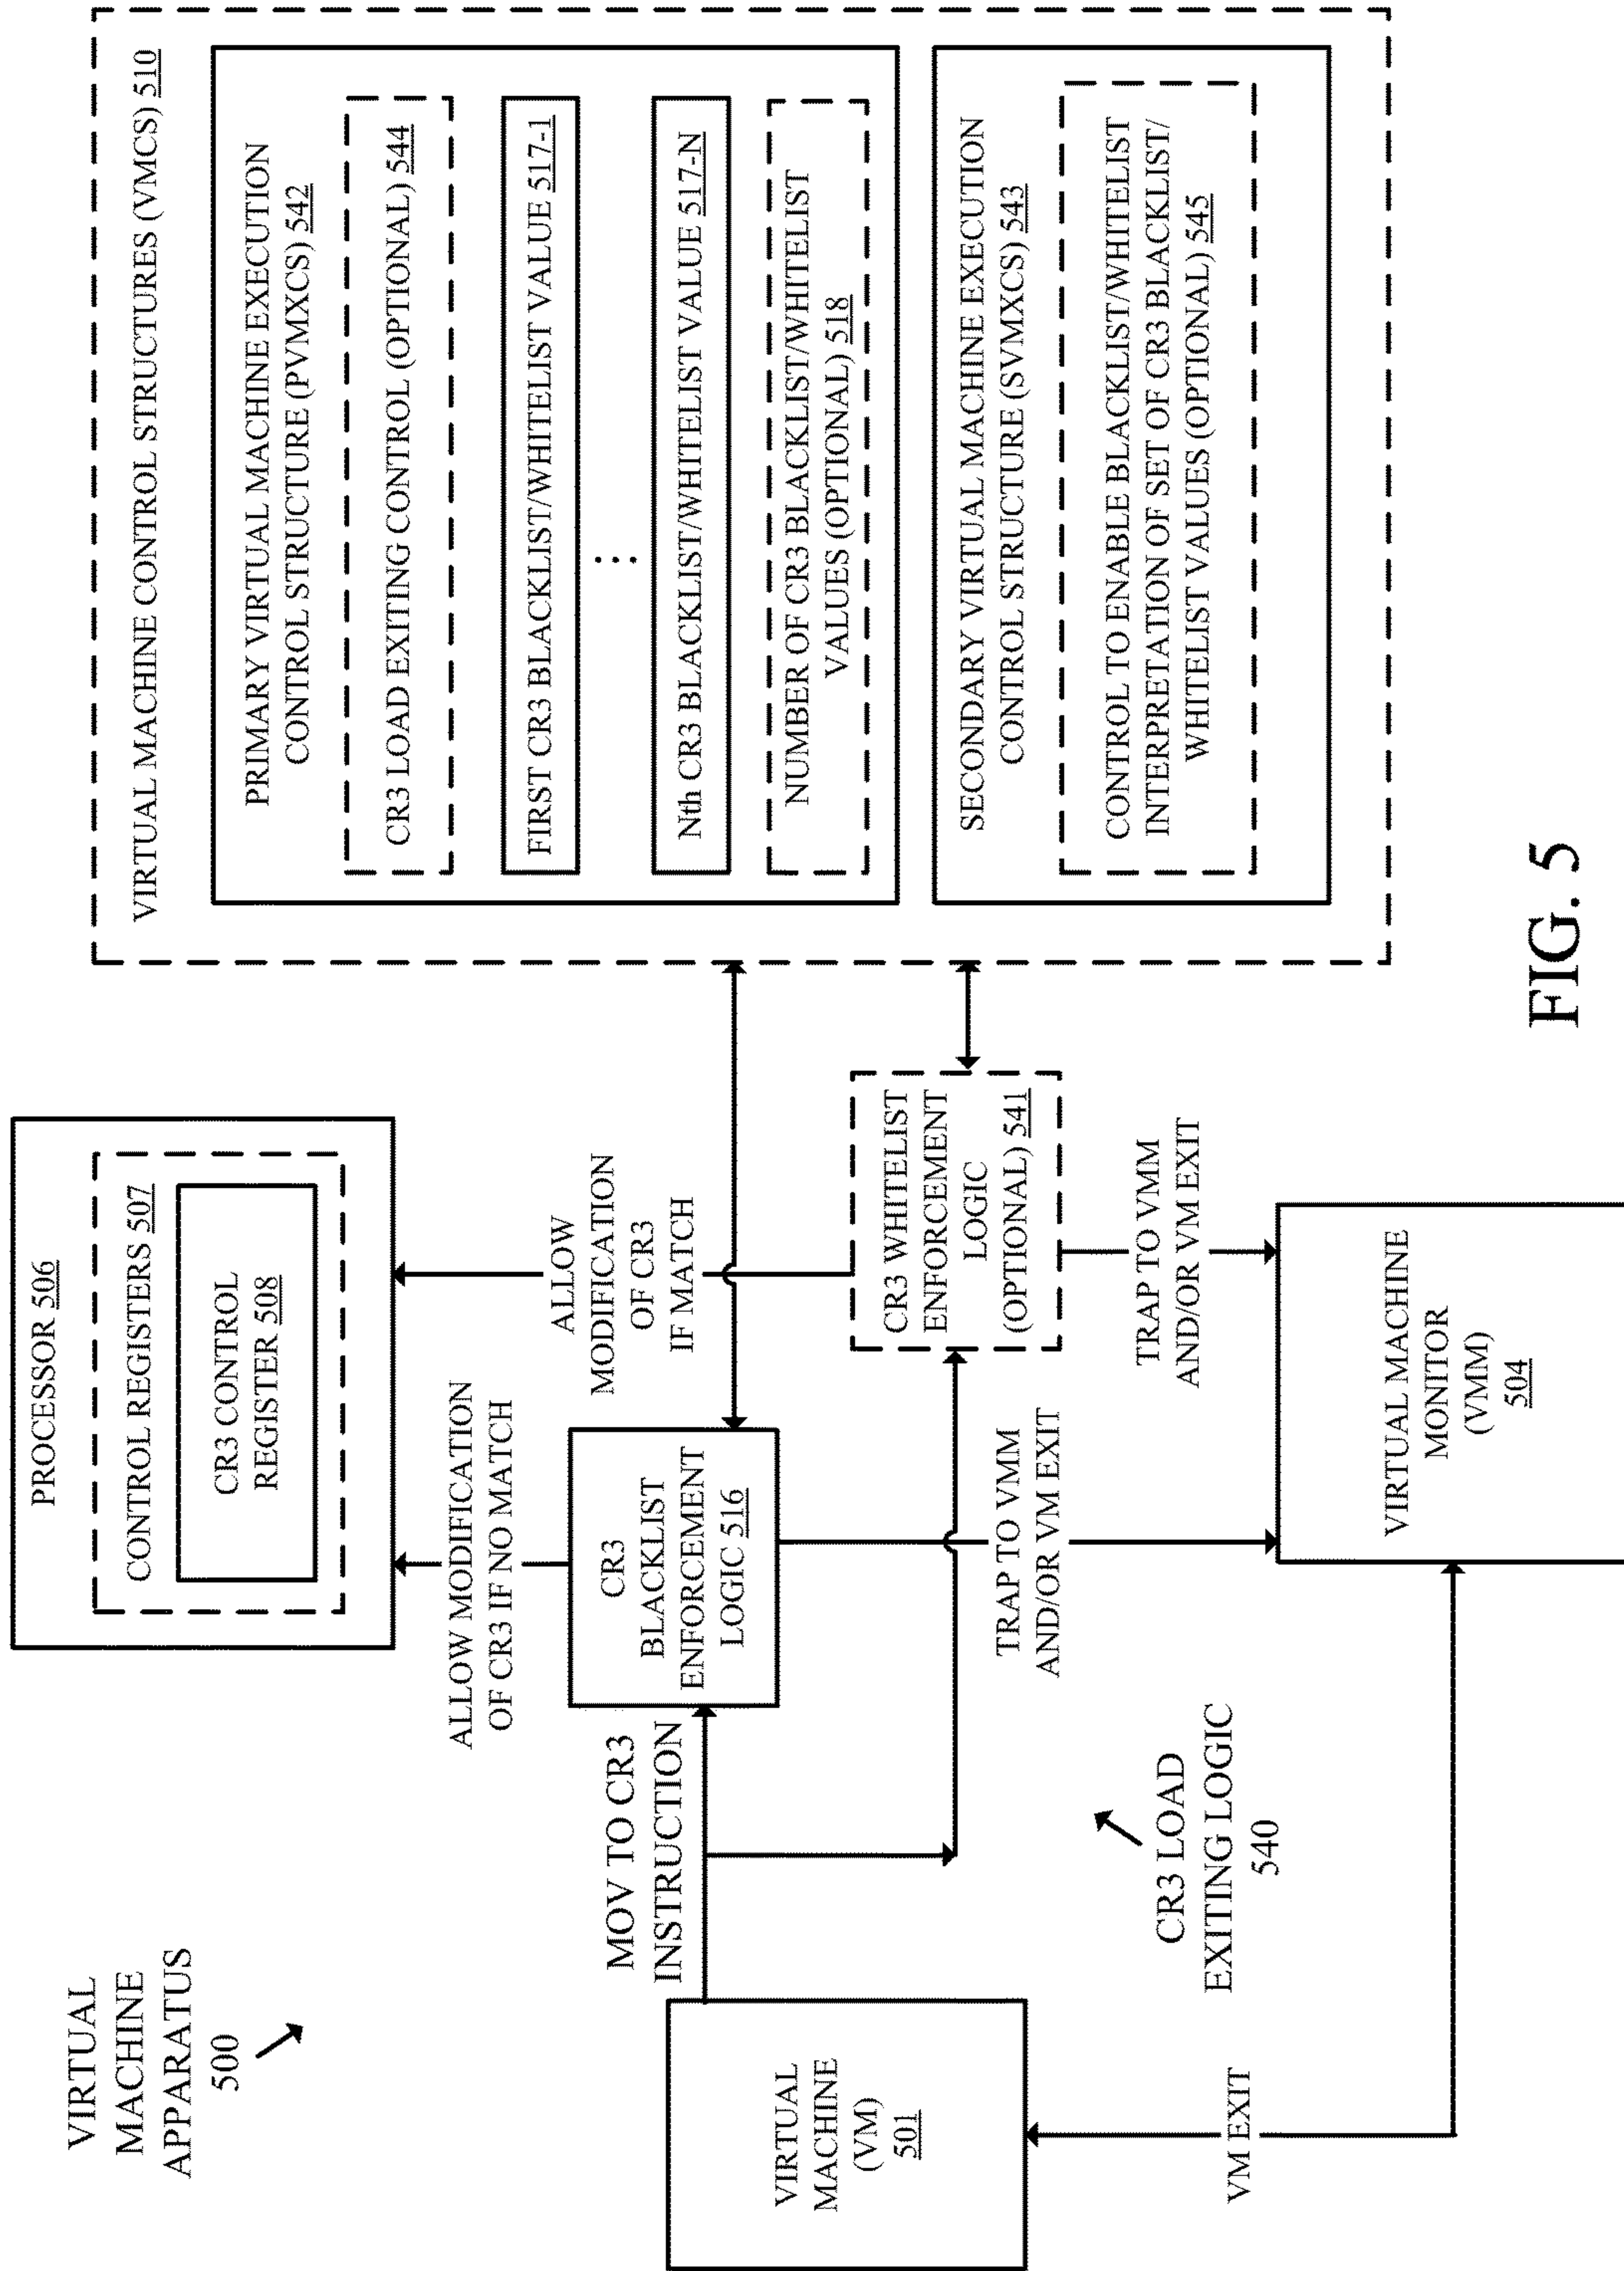 VIRTUAL
MACHINE
APPARATUS
500
PROCESSOR 506
CONTROL REGISTERS 507
CR3 CONTROL
REGISTER 508
VIRTUAL MACHINE CONTROL STRUCTURES (VMCS) 510
PRIMARY VIRTUAL MACHINE EXECUTION
CONTROL STRUCTURE (PVMXCS) 542
CR3 LOAD EXITING CONTROL (OPTIONAL) 544
FIRST CR3 BLACKLIST/WHITELIST VALUE 517-1
...
Nth CR3 BLACKLIST/WHITELIST VALUE 517-N
NUMBER OF CR3 BLACKLIST/WHITELIST
VALUES (OPTIONAL) 518
SECONDARY VIRTUAL MACHINE EXECUTION
CONTROL STRUCTURE (SVMXCS) 543
CONTROL TO ENABLE BLACKLIST/WHITELIST
INTERPRETATION OF SET OF CR3 BLACKLIST/
WHITELIST VALUES (OPTIONAL) 545
ALLOW MODIFICATION
OF CR3 IF NO MATCH
ALLOW
MODIFICATION
OF CR3
IF MATCH
MOV TO CR3
INSTRUCTION
CR3
BLACKLIST
ENFORCEMENT
LOGIC 516
CR3 WHITELIST
ENFORCEMENT
LOGIC
(OPTIONAL) 541
VIRTUAL
MACHINE
(VM)
501
TRAP TO VMM
AND/OR VM EXIT
TRAP TO VMM
AND/OR VM EXIT
CR3 LOAD
EXITING LOGIC
540
VM EXIT
VIRTUAL MACHINE
MONITOR
(VMM)
504
FIG. 5